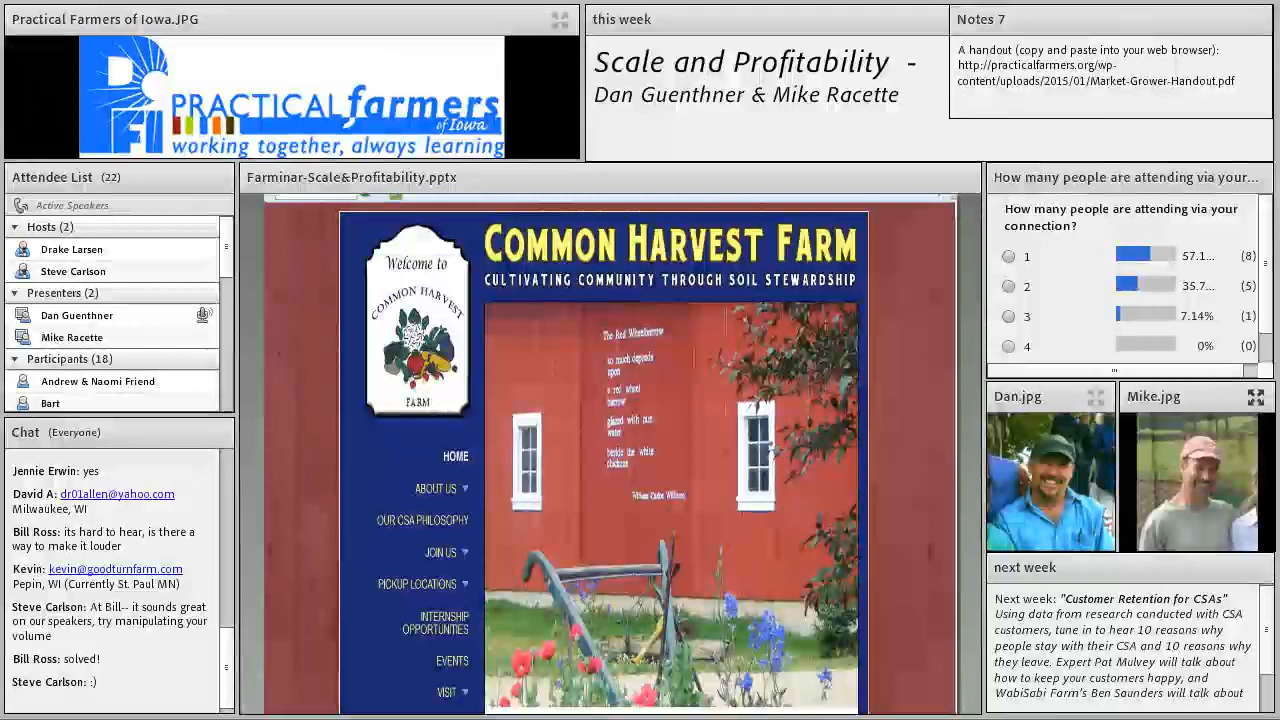 Practical Farmers of Iowa.JPG
PRACTICAL farmers
of Iowa
PFI
working together, always learning
this week
Scale and Profitability -
Dan Guenthner & Mike Racette
Notes 7
A handout (copy and paste into your web browser):
http://practicalfarmers.org/wp-
content/uploads/2015/01/Market-Grower-Handout.pdf
Attendee List (22)
Active Speakers
Hosts (2)
Drake Larsen
Steve Carlson
Presenters (2)
Dan Guenthner
Mike Racette
Participants (18)
Andrew & Naomi Friend
Bart
Chat (Everyone)
Jennie Erwin: yes
David A: dr01allen@yahoo.com
Milwaukee, WI
Bill Ross: its hard to hear, is there a
way to make it louder
Kevin: kevin@goodturnfarm.com
Pepin, WI (Currently St. Paul MN)
Steve Carlson: At Bill-- it sounds great
on our speakers, try manipulating your
volume
Bill Ross: solved!
Steve Carlson: :)
Farminar-Scale&Profitability.pptx
Welcome to
COMMON HARVEST
FARM
COMMON HARVEST FARM
CULTIVATING COMMUNITY THROUGH SOIL STEWARDSHIP
HOME
ABOUT US
OUR CSA PHILOSOPHY
JOIN US
PICKUP LOCATIONS
INTERNSHIP
OPPORTUNITIES
EVENTS
VISIT
The Red Wheelbarrow
so much depends
upon
a red wheel
barrow
glazed with rain
water
beside the white
chickens
William Carlos Williams
How many people are attending via your...
How many people are attending via your
connection?
1 57.1... (8)
2 35.7... (5)
3 7.14% (1)
4 0% (0)
Dan.jpg
Mike.jpg
next week
Next week: "Customer Retention for CSAs"
Using data from research conducted with CSA
customers, tune in to hear 10 reasons why
people stay with their CSA and 10 reasons why
they leave. Expert Pat Mulvey will talk about
how to keep your customers happy, and
WabiSabi Farm's Ben Saunders will talk about